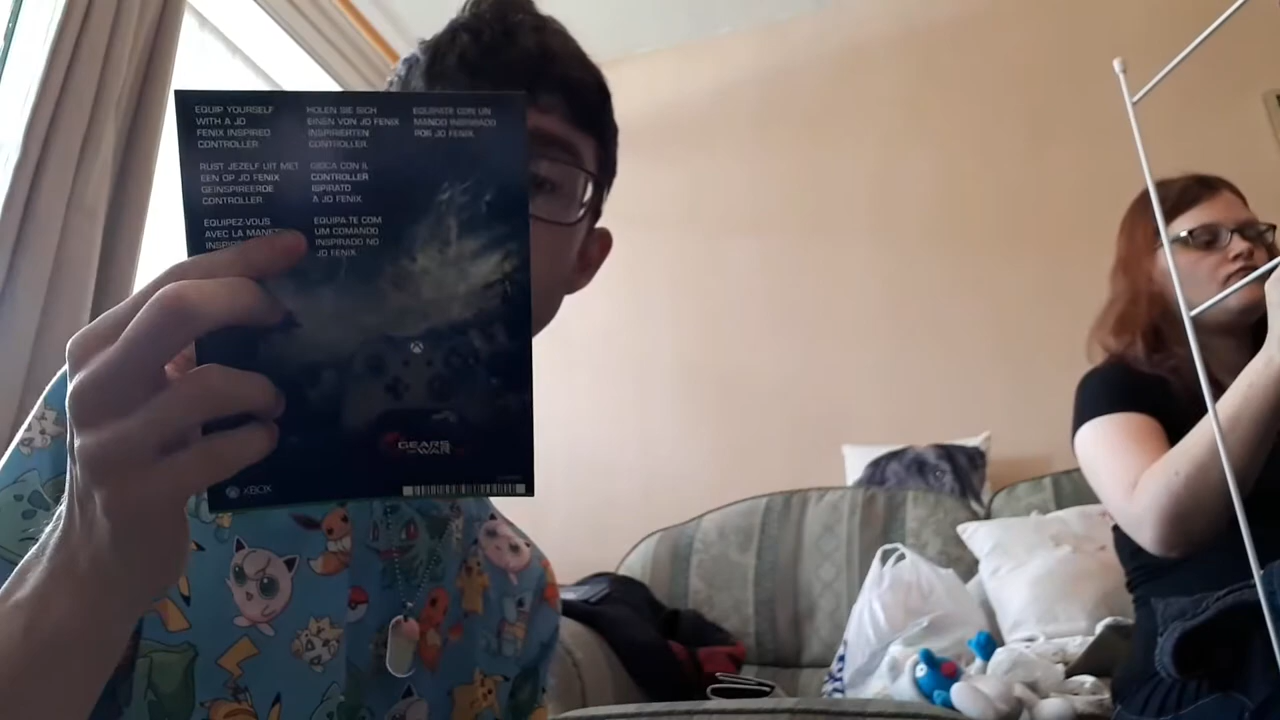 EQUIP YOURSELF
WITH A JD
FENIX INSPIRED
CONTROLLER
RUST JEZELF UIT MET
EEN OP JD FENIX
GEÏNSPIREERDE
CONTROLLER.
EQUIPEZ-VOUS
AVEC LA
HOLEN SIE SICH
EINEN VON JD FENIX
INSPIRIERTEN
CONTROLLER.
GIOCA CON IL
CONTROLLER
ISPIRATO
A JD FENIX
EQUIPA-TE COM
UM COMANDO
INSPIRADO NO
JD FENIX.
EQUÍPATE CON UN
MANDO INSPIRADO
POR JD FENIX.
GEARS
OF WAR
XBOX